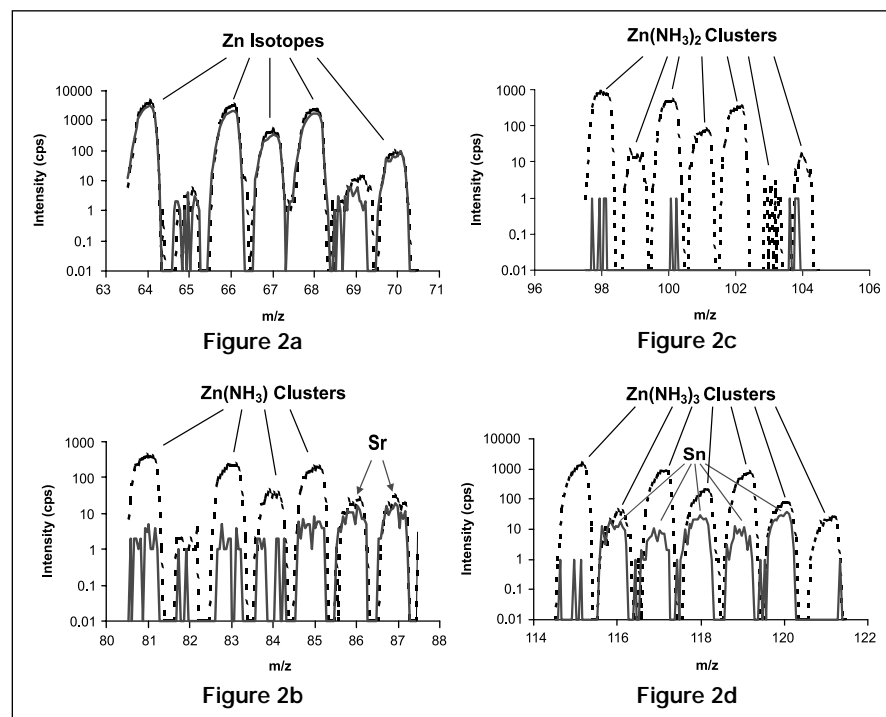 Zn Isotopes
10000
1000
100
10
1
0.1
0.01
Intensity (cps)
63 64 65 66 67 68 69 70 71
m/z
Figure 2a
Zn(NH₃)₂ Clusters
1000
100
10
1
0.1
0.01
Intensity (cps)
96 98 100 102 104 106
m/z
Figure 2c
Zn(NH₃) Clusters
Sr
1000
100
10
1
0.1
0.01
Intensity (cps)
80 81 82 83 84 85 86 87 88
m/z
Figure 2b
Zn(NH₃)₃ Clusters
Sn
10000
1000
100
10
1
0.1
0.01
Intensity (cps)
114 116 118 120 122
m/z
Figure 2d